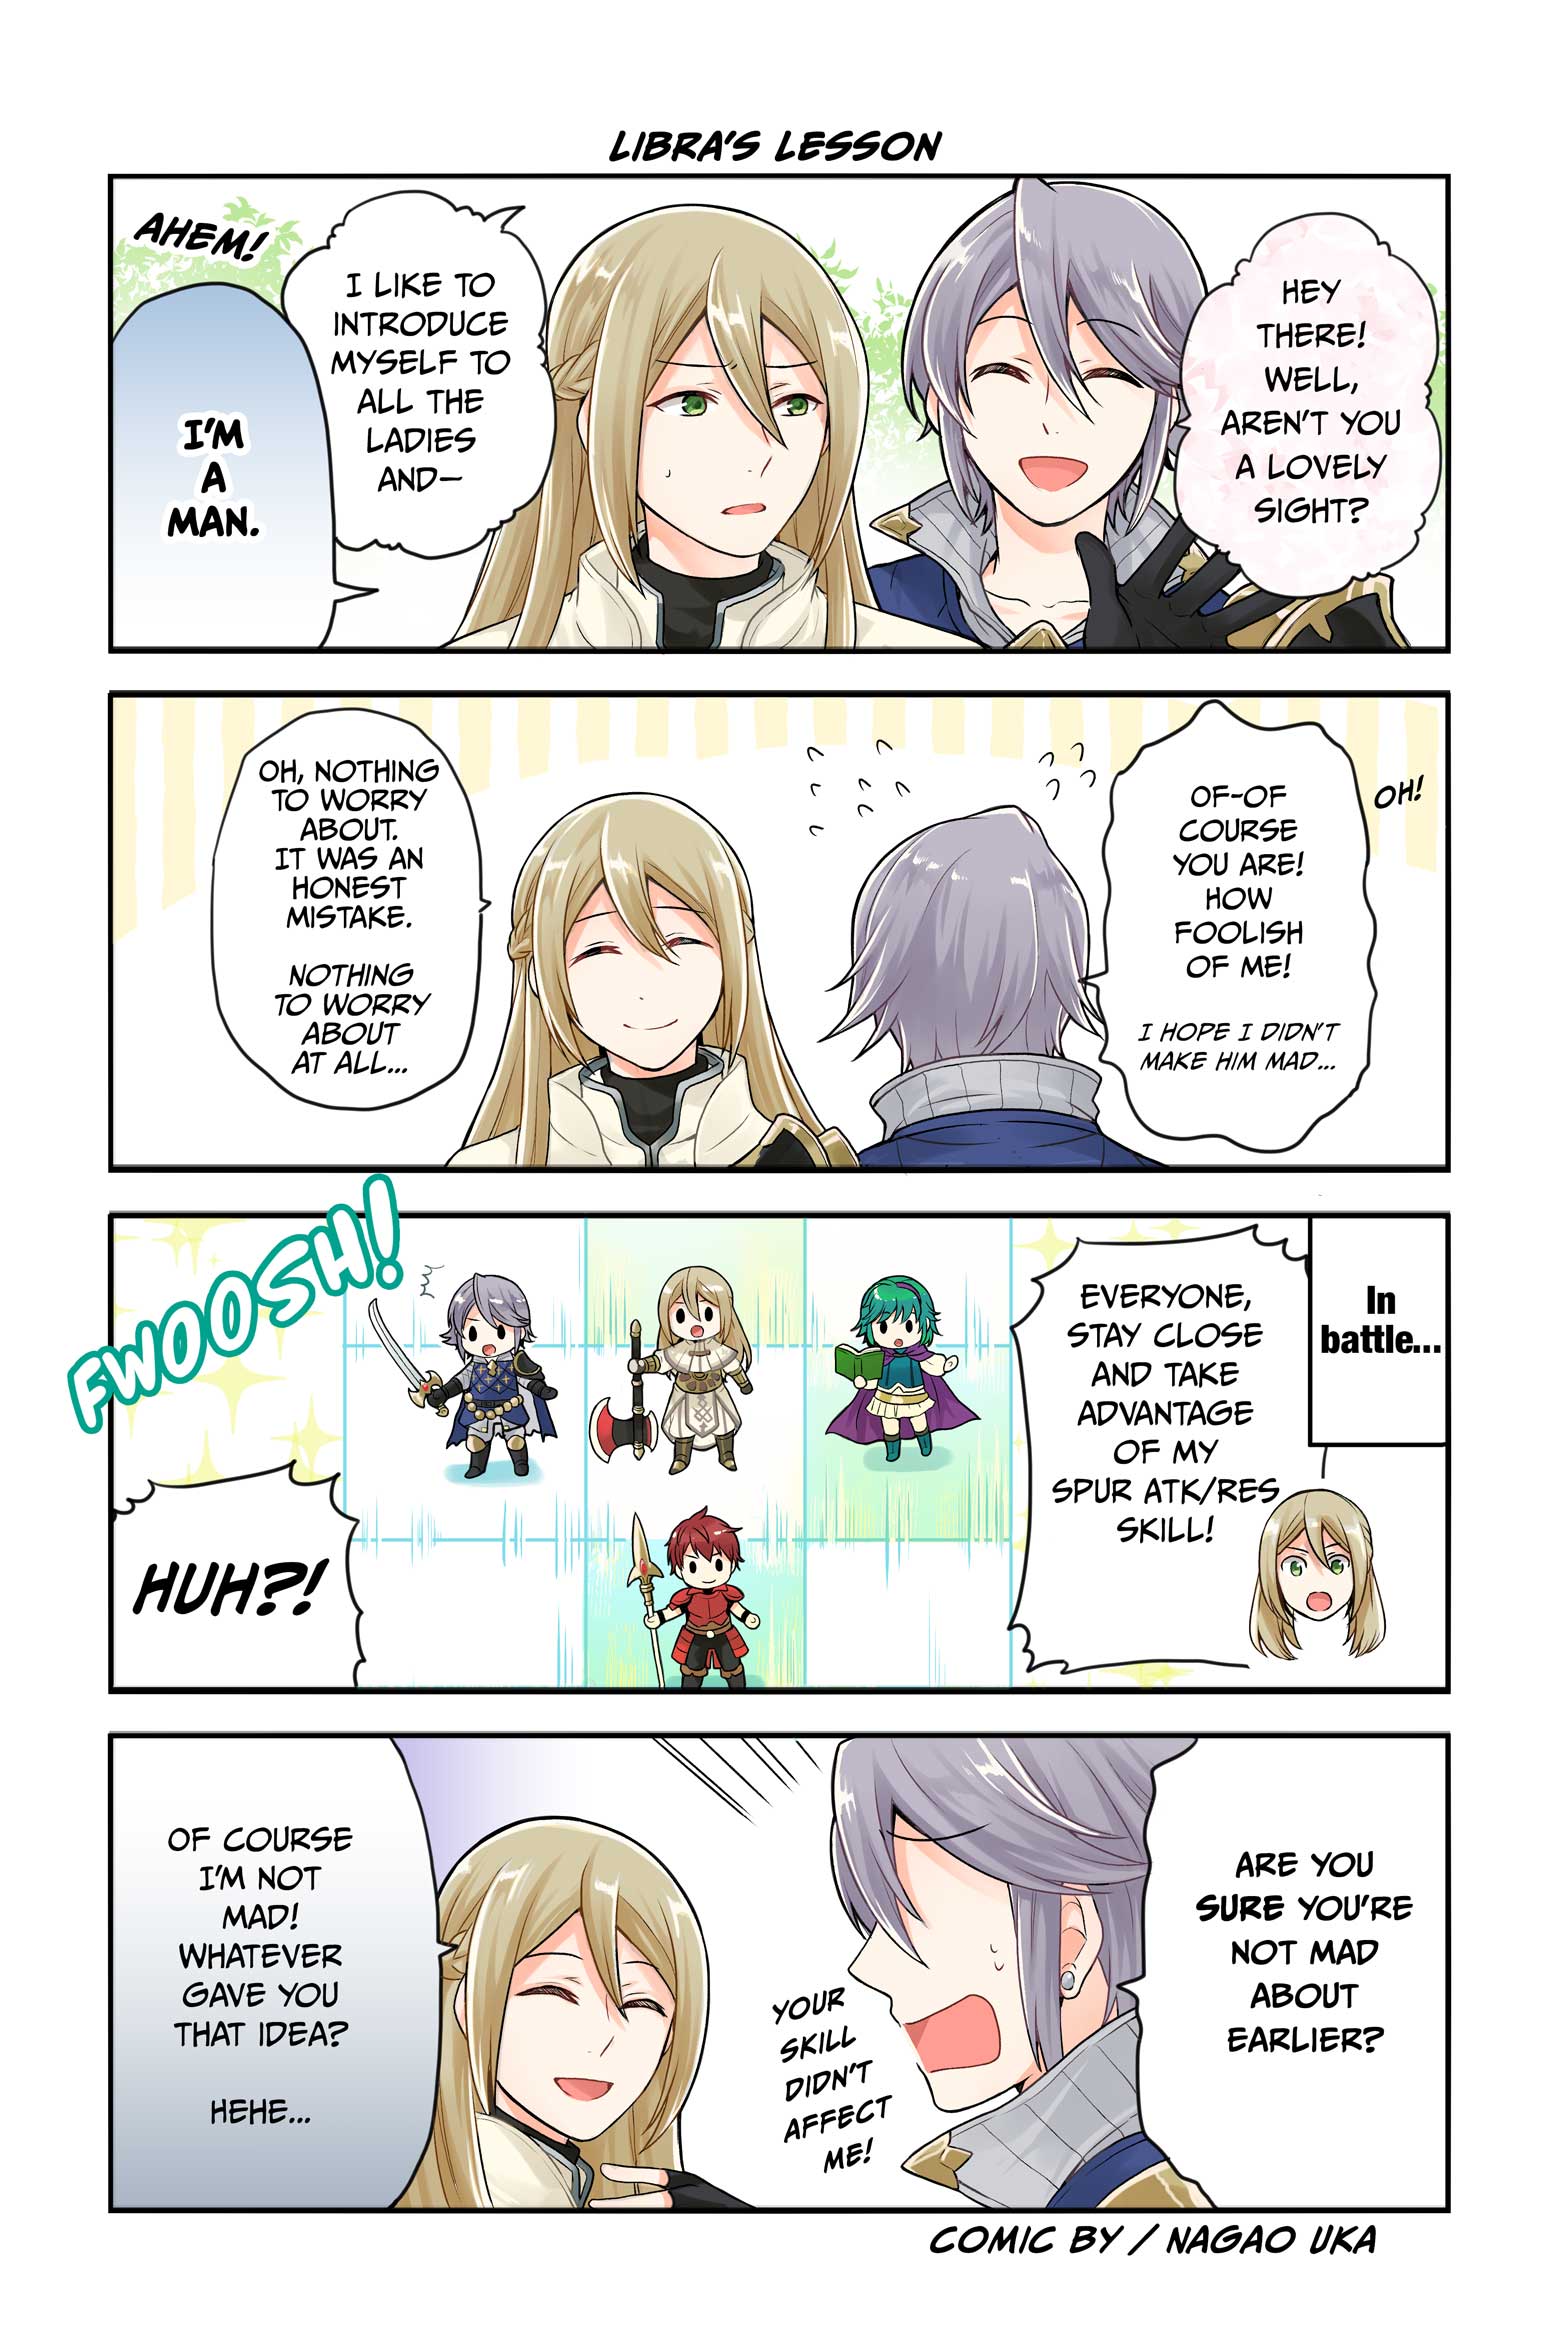 LIBRA'S LESSON
HEY
THERE!
WELL,
AREN'T YOU
A LOVELY
SIGHT?
I LIKE TO
INTRODUCE
MYSELF TO
ALL THE
LADIES
AND—
AHEM!
I'M
A
MAN.
OH!
OF-OF
COURSE
YOU ARE!
HOW
FOOLISH
OF ME!
I HOPE I DIDN'T
MAKE HIM MAD...
OH, NOTHING
TO WORRY
ABOUT.
IT WAS AN
HONEST
MISTAKE.
NOTHING
TO WORRY
ABOUT
AT ALL...
In
battle...
EVERYONE,
STAY CLOSE
AND TAKE
ADVANTAGE
OF MY
SPUR ATK/RES
SKILL!
FWOOSH!
HUH?!
ARE YOU
SURE YOU'RE
NOT MAD
ABOUT
EARLIER?
YOUR
SKILL
DIDN'T
AFFECT
ME!
OF COURSE
I'M NOT
MAD!
WHATEVER
GAVE YOU
THAT IDEA?
HEHE...
COMIC BY / NAGAO UKA